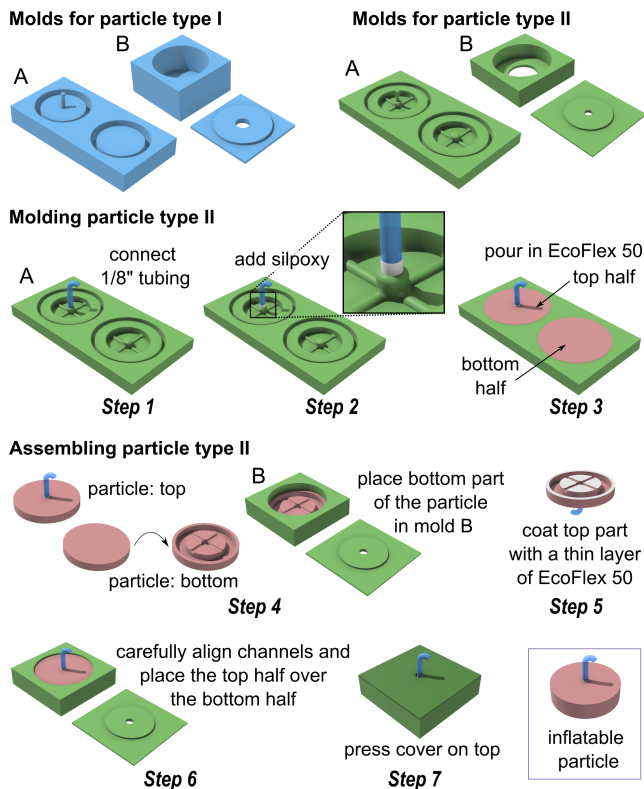 Molds for particle type I
A
B
Molds for particle type II
A
B
Molding particle type II
A
connect
1/8" tubing
Step 1
add silpoxy
Step 2
pour in EcoFlex 50
top half
bottom
half
Step 3
Assembling particle type II
particle: top
particle: bottom
B
place bottom part
of the particle
in mold B
Step 4
coat top part
with a thin layer
of EcoFlex 50
Step 5
carefully align channels and
place the top half over
the bottom half
Step 6
press cover on top
Step 7
inflatable
particle